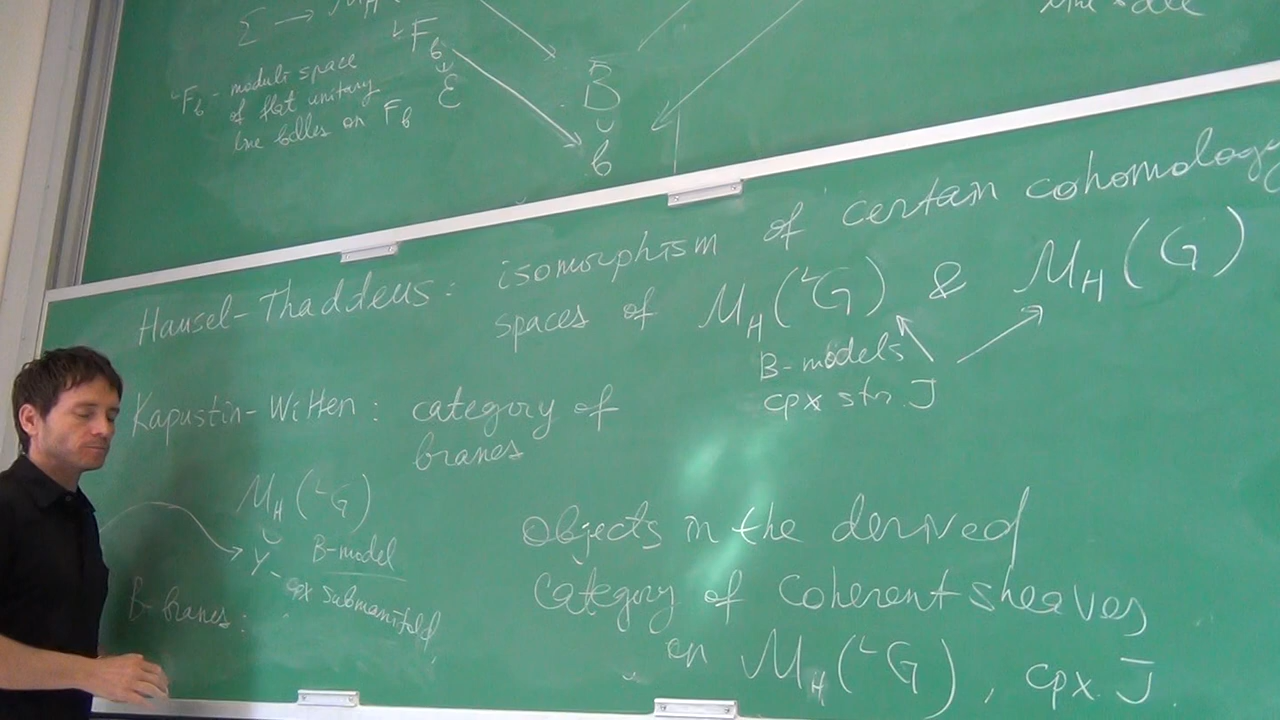 Σ → M_H
ᴸF_b
ᴸF_b - moduli space
of flat unitary
line bdles on F_b
ℰ
B
b
Hausel-Thaddeus: isomorphism of certain cohomology
spaces of M_H(ᴸG) & M_H(G)
B-models
cpx str. J
Kapustin-Witten: category of
branes
M_H(ᴸG)
Y - cpx submanifold
B-model
B-branes:
objects in the derived
category of coherent sheaves
on M_H(ᴸG), cpx. J